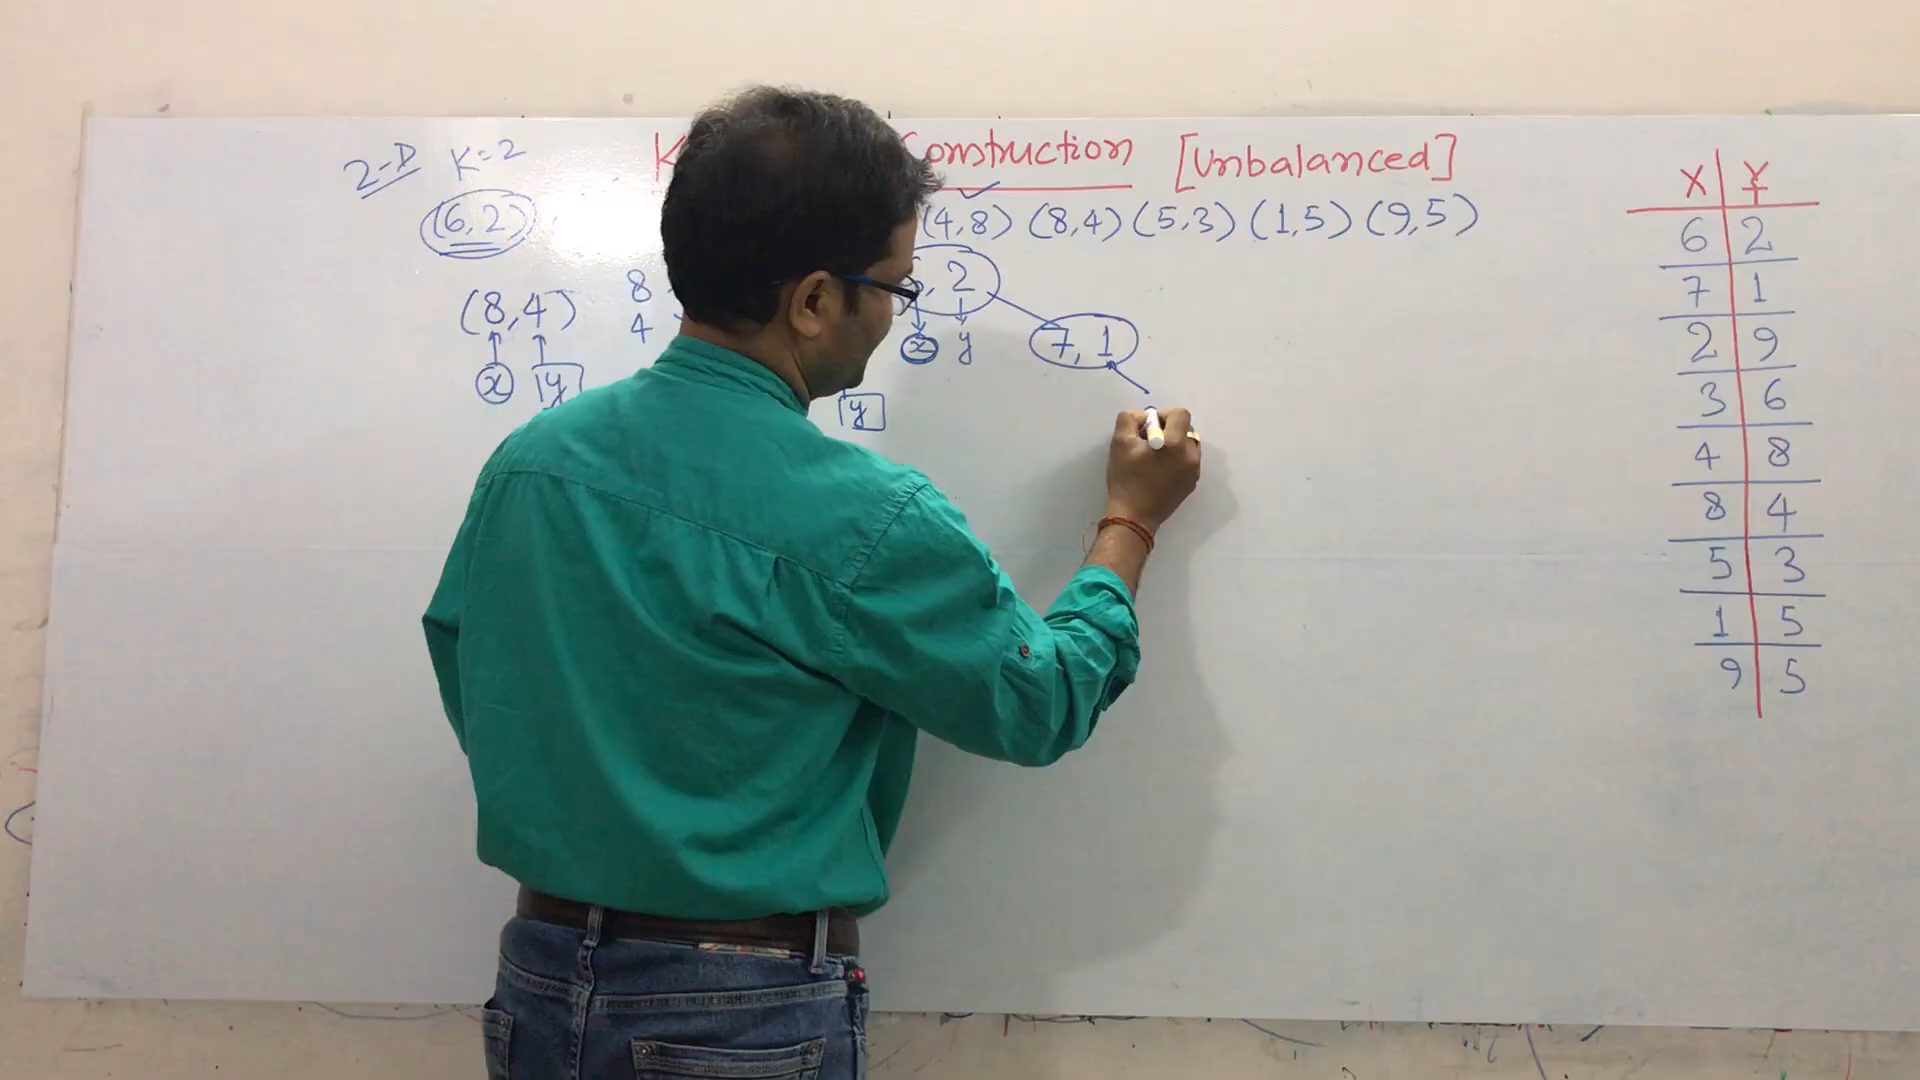 2-D K=2 Construction [Unbalanced]
(6,2) (4,8) (8,4) (5,3) (1,5) (9,5)
(8,4) 8 , 2
4 7, 1
x y x y
y
X Y
6 2
7 1
2 9
3 6
4 8
8 4
5 3
1 5
9 5